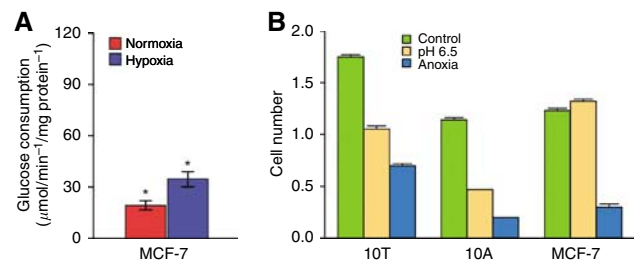 A
Glucose consumption
(μmol/min−1/mg protein−1)
120
90
60
30
0
Normoxia
Hypoxia
*
*
MCF-7
B
Cell number
2.0
1.5
1.0
0.5
0.0
Control
pH 6.5
Anoxia
10T
10A
MCF-7